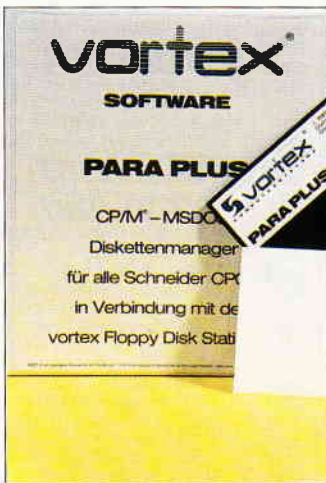 vortex®
SOFTWARE
PARA PLUS
CP/M® – MSDO
Diskettenmanager
für alle Schneider CPC
in Verbindung mit de
vortex Floppy Disk Stati
vortex
PARA PLUS